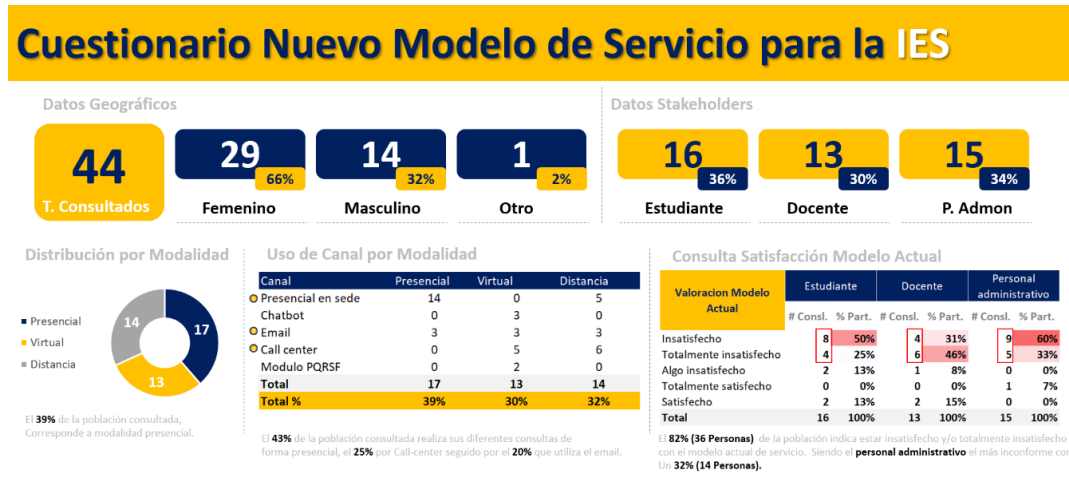 Cuestionario Nuevo Modelo de Servicio para la IES
Datos Geográficos
44
T. Consultados
29
66%
Femenino
14
32%
Masculino
1
2%
Otro
Datos Stakeholders
16
36%
Estudiante
13
30%
Docente
15
34%
P. Admon
Distribución por Modalidad
Presencial
Virtual
Distancia
17
13
14
El 39% de la población consultada,
Corresponde a modalidad presencial.
Uso de Canal por Modalidad
Canal Presencial Virtual Distancia
Presencial en sede 14 0 5
Chatbot 0 3 0
Email 3 3 3
Call center 0 5 6
Modulo PQRSF 0 2 0
Total 17 13 14
Total % 39% 30% 32%
El 43% de la población consultada realiza sus diferentes consultas de
forma presencial, el 25% por Call-center seguido por el 20% que utiliza el email.
Consulta Satisfacción Modelo Actual
Valoracion Modelo
Actual
Estudiante Docente Personal
administrativo
# Consl. % Part. # Consl. % Part. # Consl. % Part.
Insatisfecho 8 50% 4 31% 9 60%
Totalmente insatisfecho 4 25% 6 46% 5 33%
Algo insatisfecho 2 13% 1 8% 0 0%
Totalmente satisfecho 0 0% 0 0% 1 7%
Satisfecho 2 13% 2 15% 0 0%
Total 16 100% 13 100% 15 100%
El 82% (36 Personas) de la población indica estar insatisfecho y/o totalmente insatisfecho
con el modelo actual de servicio. Siendo el personal administrativo el más inconforme con
Un 32% (14 Personas).